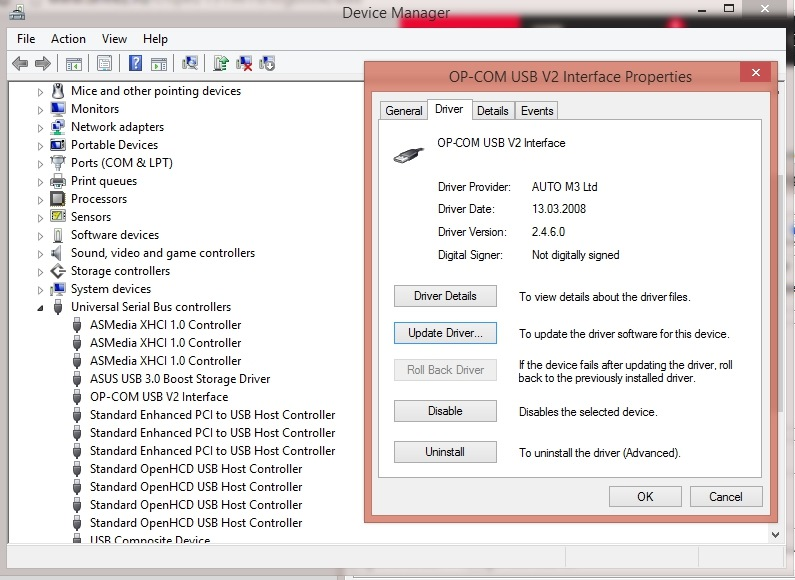 Device Manager
File Action View Help
Mice and other pointing devices
Monitors
Network adapters
Portable Devices
Ports (COM & LPT)
Print queues
Processors
Sensors
Software devices
Sound, video and game controllers
Storage controllers
System devices
Universal Serial Bus controllers
ASMedia XHCI 1.0 Controller
ASMedia XHCI 1.0 Controller
ASMedia XHCI 1.0 Controller
ASUS USB 3.0 Boost Storage Driver
OP-COM USB V2 Interface
Standard Enhanced PCI to USB Host Controller
Standard Enhanced PCI to USB Host Controller
Standard Enhanced PCI to USB Host Controller
Standard OpenHCD USB Host Controller
Standard OpenHCD USB Host Controller
Standard OpenHCD USB Host Controller
Standard OpenHCD USB Host Controller
USB Composite Device
OP-COM USB V2 Interface Properties
General Driver Details Events
OP-COM USB V2 Interface
Driver Provider: AUTO M3 Ltd
Driver Date: 13.03.2008
Driver Version: 2.4.6.0
Digital Signer: Not digitally signed
Driver Details To view details about the driver files.
Update Driver... To update the driver software for this device.
Roll Back Driver If the device fails after updating the driver, roll
back to the previously installed driver.
Disable Disables the selected device.
Uninstall To uninstall the driver (Advanced).
OK Cancel